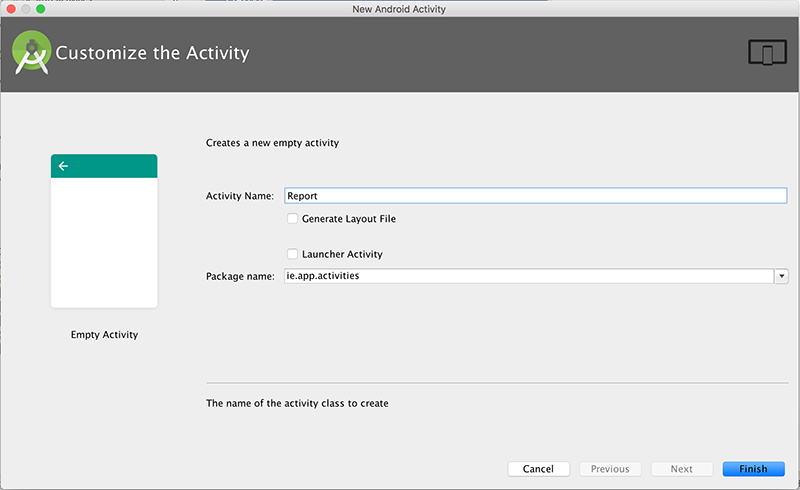 New Android Activity
Customize the Activity
Creates a new empty activity
Activity Name: Report
Generate Layout File
Launcher Activity
Package name: ie.app.activities
Empty Activity
The name of the activity class to create
Cancel Previous Next Finish